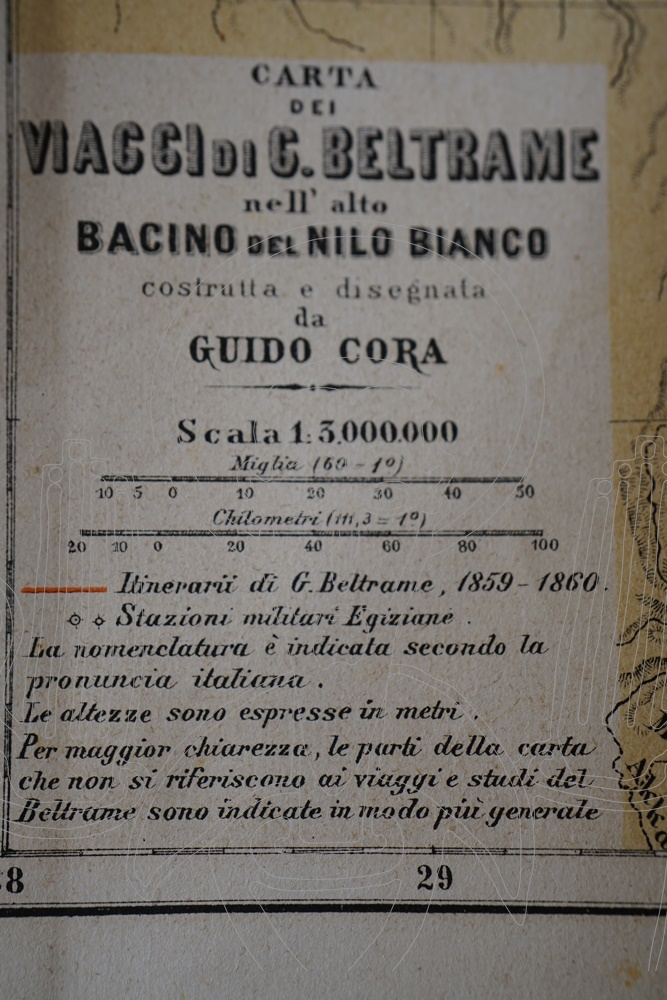 CARTA
DEI
VIAGGI DI G. BELTRAME
nell' alto
BACINO DEL NILO BIANCO
costrutta e disegnata
da
GUIDO CORA
Scala 1:3.000.000
Miglia (60 = 1º)
10 5 0 10 20 30 40 50
Chilometri (111,3 = 1º)
20 10 0 20 40 60 80 100
Itinerarii di G. Beltrame, 1859-1860.
Stazioni militari Egiziane.
La nomenclatura è indicata secondo la
pronuncia italiana.
Le altezze sono espresse in metri.
Per maggior chiarezza, le parti della carta
che non si riferiscono ai viaggi e studi del
Beltrame sono indicate in modo più generale
29